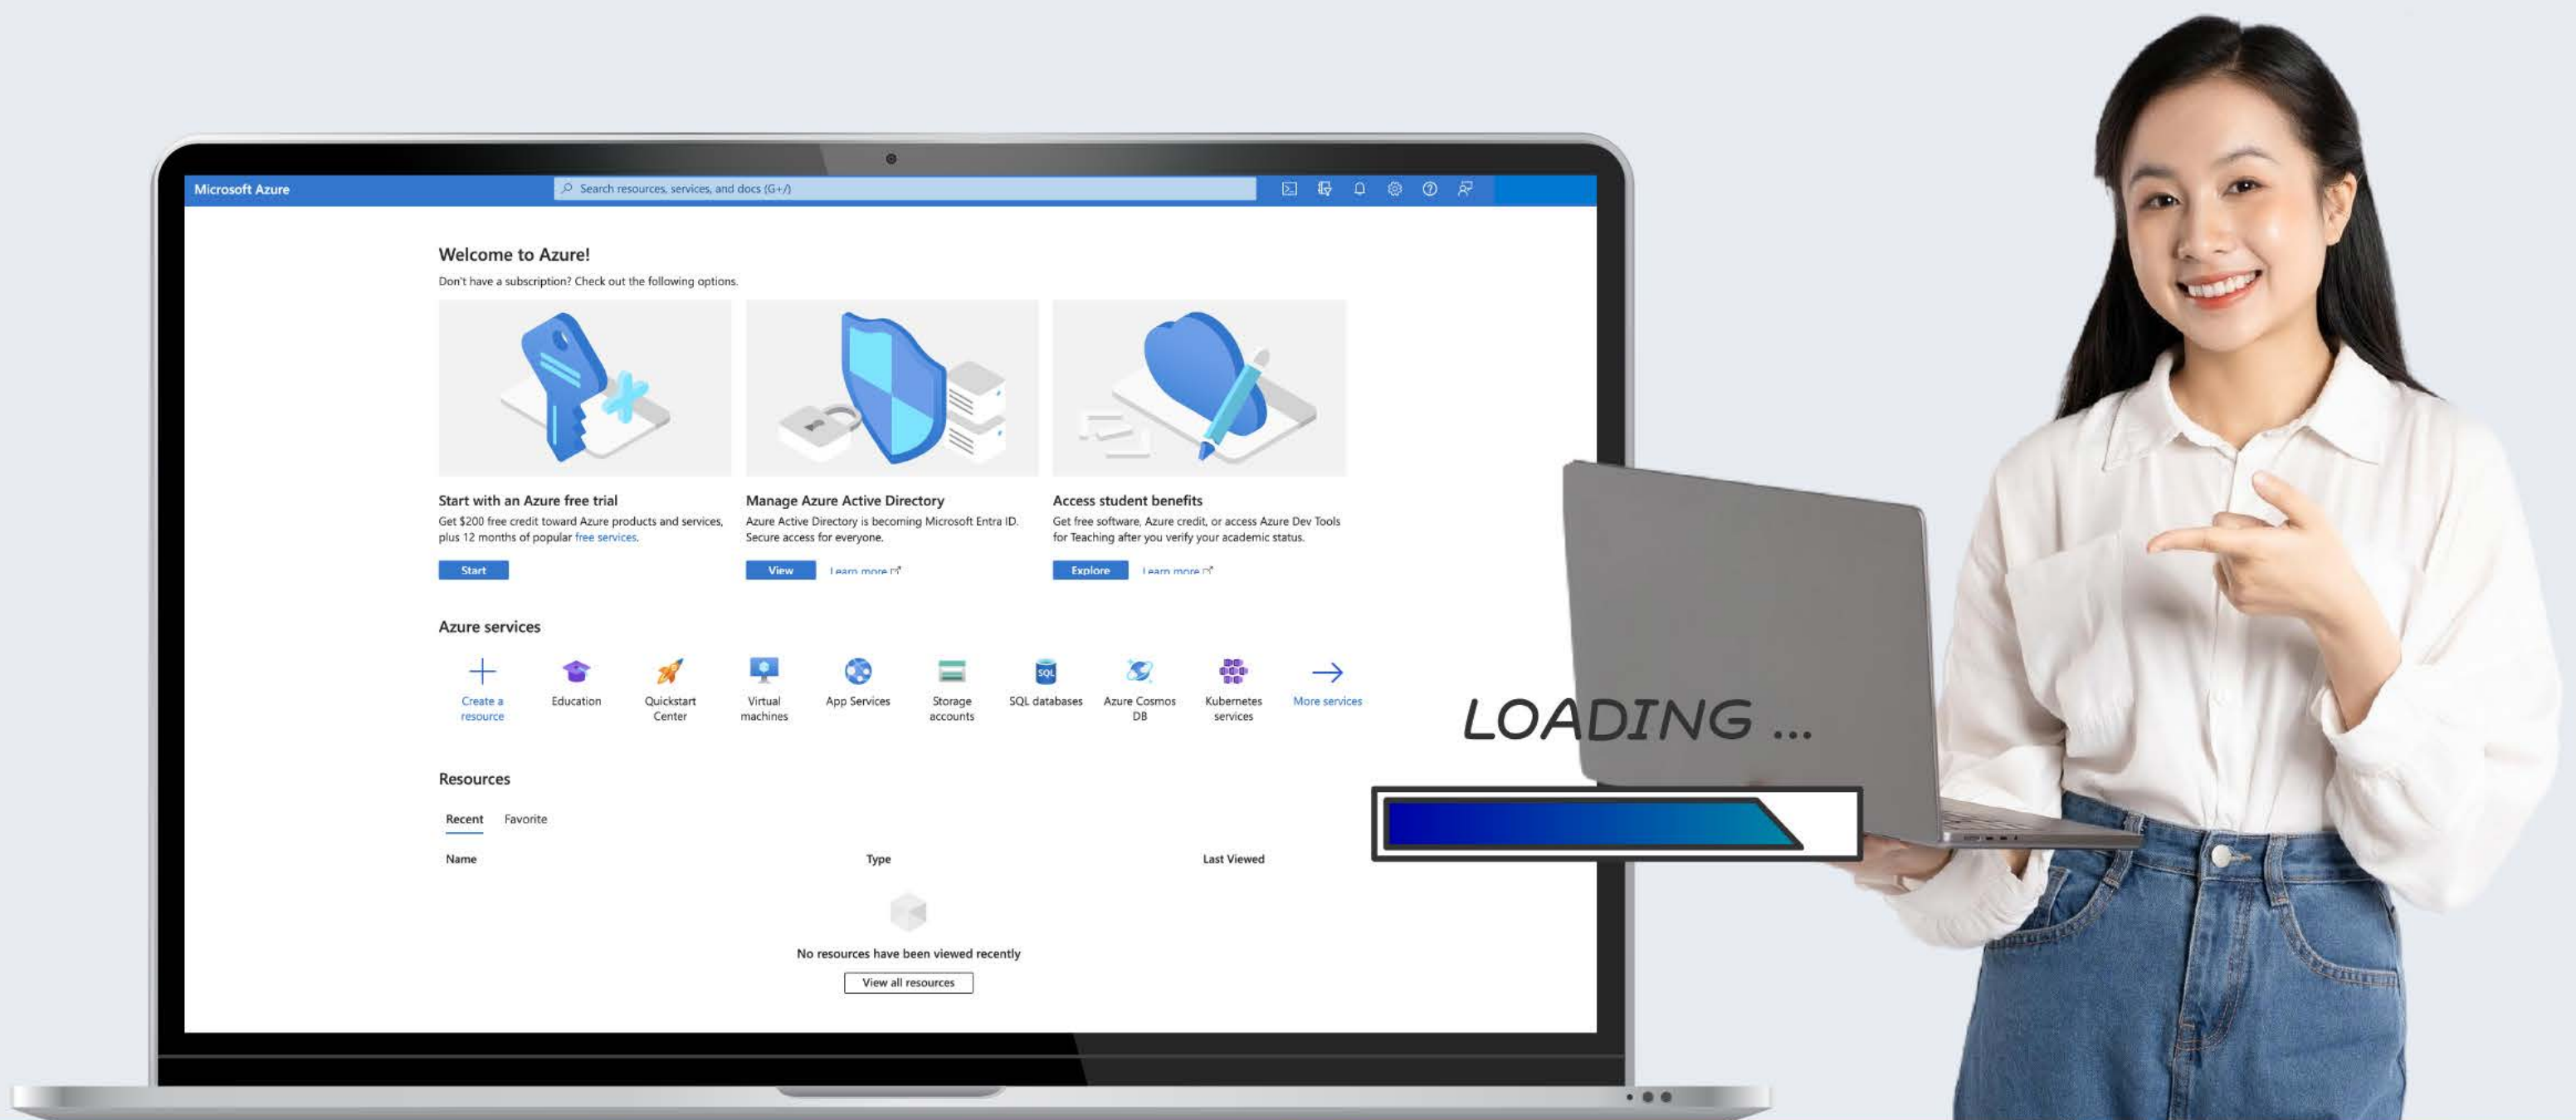 Microsoft Azure
Search resources, services, and docs (G+/)
Welcome to Azure!
Don't have a subscription? Check out the following options.
Start with an Azure free trial
Get $200 free credit toward Azure products and services,
plus 12 months of popular free services.
Start
Manage Azure Active Directory
Azure Active Directory is becoming Microsoft Entra ID.
Secure access for everyone.
View Learn more
Access student benefits
Get free software, Azure credit, or access Azure Dev Tools
for Teaching after you verify your academic status.
Explore Learn more
Azure services
Create a
resource
Education
Quickstart
Center
Virtual
machines
App Services
Storage
accounts
SQL
SQL databases
Azure Cosmos
DB
Kubernetes
services
More services
LOADING ...
Resources
Recent Favorite
Name Type Last Viewed
No resources have been viewed recently
View all resources